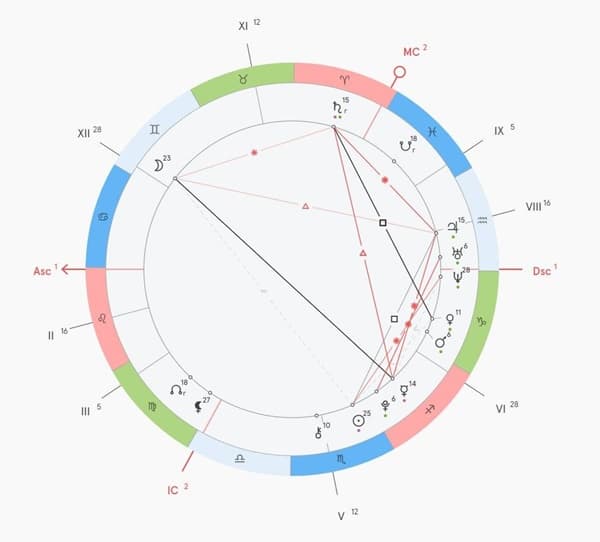 XI 12
MC 2
♉
♈
♄ 15 r
♊
♓
☋ 18 r
IX 5
XII 28
☽ 23
VIII 16
♃ 15
♒
♋
♅ 6
Asc 1
♆ 28
Dsc 1
♀ 11
♑
♌
♂ 6
II 16
☿ 14
☊ 18 r
♇ 6
VI 28
III 5
⚸ 27
♍
☉ 25
♐
⚷ 10
♎
♏
IC 2
V 12